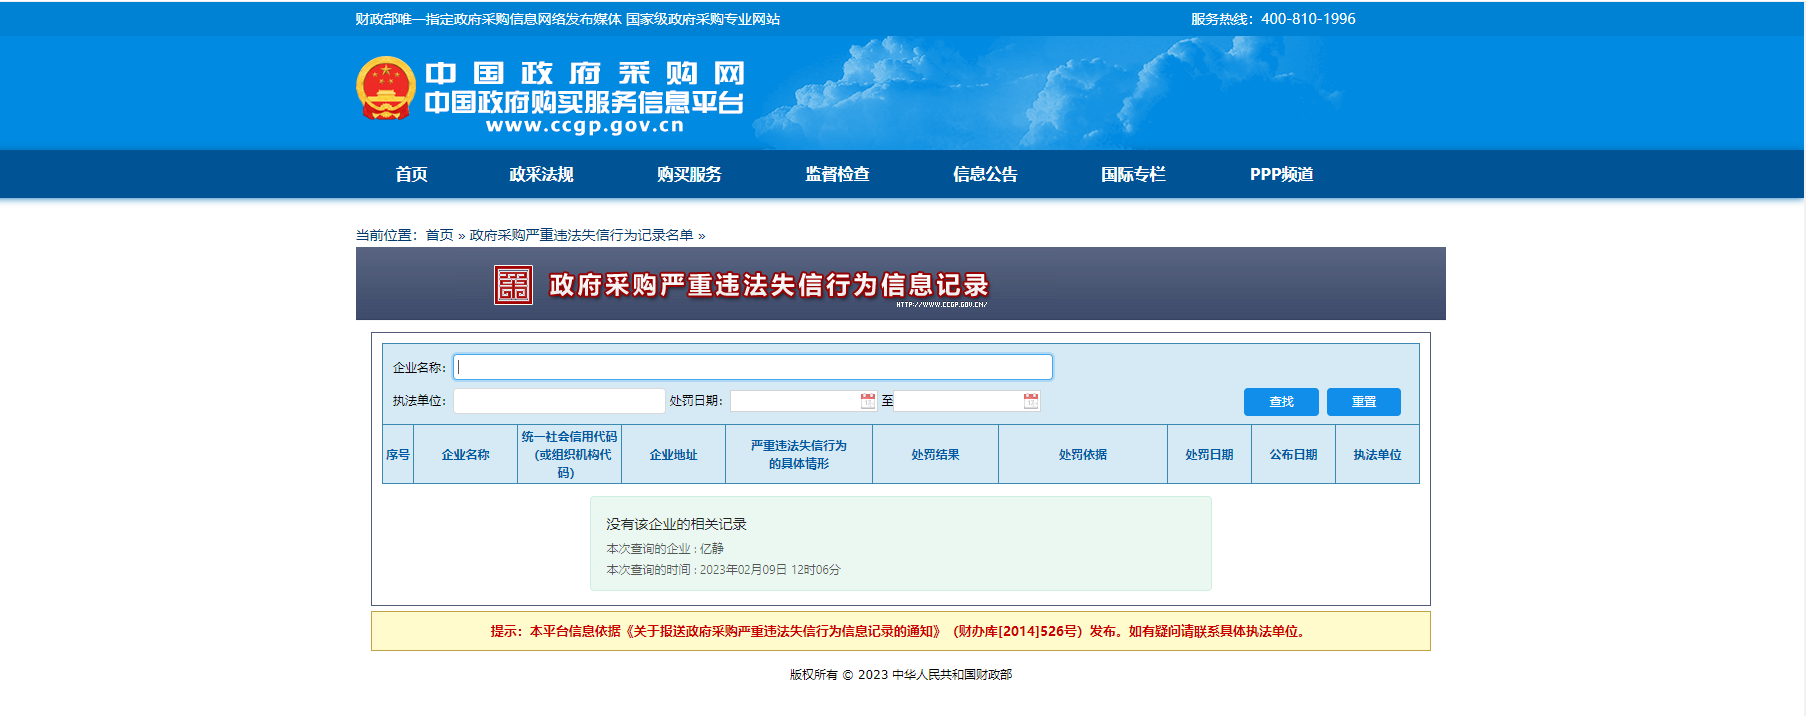 财政部唯一指定政府采购信息网络发布媒体 国家级政府采购专业网站
服务热线：400-810-1996
中国政府采购网
中国政府购买服务信息平台
www.ccgp.gov.cn
首页 政采法规 购买服务 监督检查 信息公告 国际专栏 PPP频道
当前位置：首页 » 政府采购严重违法失信行为记录名单 »
政府采购严重违法失信行为信息记录
HTTP://WWW.CCGP.GOV.CN/
企业名称：
执法单位： 处罚日期： 至 查找 重置
序号 企业名称 统一社会信用代码（或组织机构代码） 企业地址 严重违法失信行为的具体情形 处罚结果 处罚依据 处罚日期 公布日期 执法单位
没有该企业的相关记录
本次查询的企业 : 亿静
本次查询的时间 : 2023年02月09日 12时06分
提示：本平台信息依据《关于报送政府采购严重违法失信行为信息记录的通知》（财办库[2014]526号）发布。如有疑问请联系具体执法单位。
版权所有 © 2023 中华人民共和国财政部